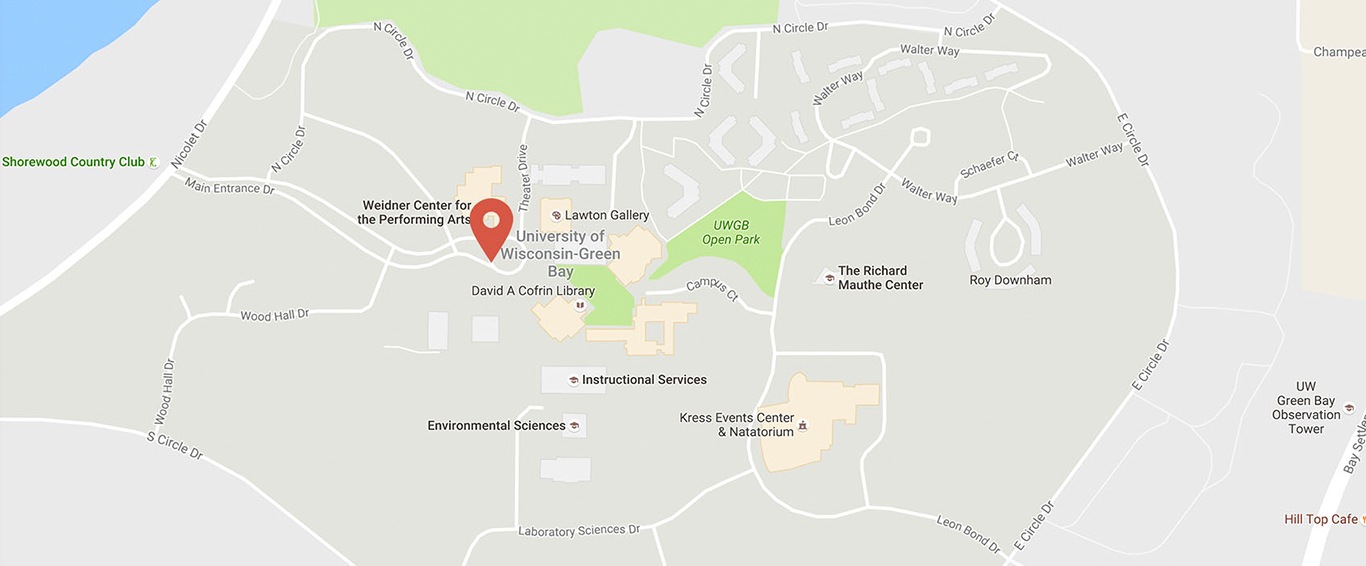 N Circle Dr
N Circle Dr
N Circle Dr
N Circle Dr
Walter Way
Champea
N Circle Dr
Walter Way
N Circle Dr
E Circle Dr
Nicolet Dr
N Circle Dr
Shorewood Country Club
Main Entrance Dr
Theater Drive
Schaefer Ct
Walter Way
Walter Way
Leon Bond Dr
Weidner Center for
the Performing Arts
Lawton Gallery
University of
Wisconsin-Green
Bay
UWGB
Open Park
The Richard
Mauthe Center
Roy Downham
David A Cofrin Library
Campus Ct
Wood Hall Dr
Wood Hall Dr
Instructional Services
E Circle Dr
Environmental Sciences
Kress Events Center
& Natatorium
UW
Green Bay
Observation
Tower
Bay Settler
S Circle Dr
Laboratory Sciences Dr
Leon Bond Dr
E Circle Dr
Hill Top Cafe